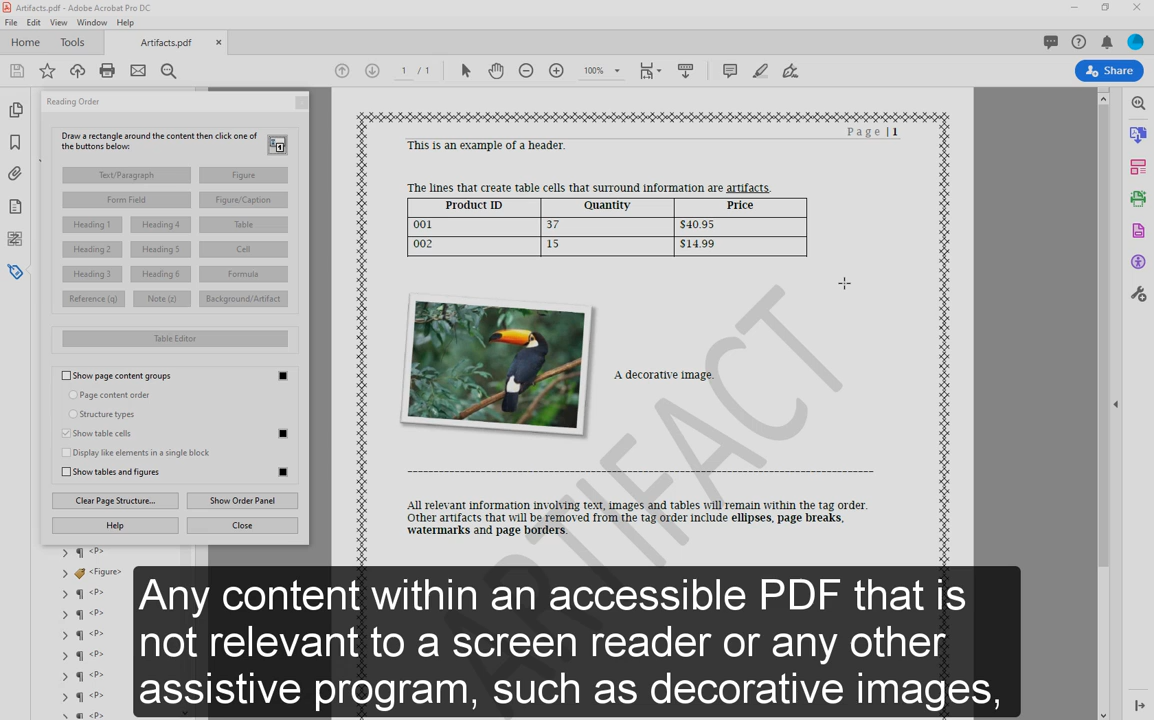 Artifacts.pdf - Adobe Acrobat Pro DC
File Edit View Window Help
Home Tools Artifacts.pdf ×
1 / 1 100% Share
Reading Order
Draw a rectangle around the content then click one of
the buttons below:
Text/Paragraph Figure
Form Field Figure/Caption
Heading 1 Heading 4 Table
Heading 2 Heading 5 Cell
Heading 3 Heading 6 Formula
Reference (q) Note (z) Background/Artifact
Table Editor
Show page content groups
Page content order
Structure types
Show table cells
Display like elements in a single block
Show tables and figures
Clear Page Structure... Show Order Panel
Help Close
<P>
<Figure>
<P>
<P>
<P>
<P>
<P>
<P>
<P>
Page | 1
This is an example of a header.
The lines that create table cells that surround information are artifacts.
Product ID Quantity Price
001 37 $40.95
002 15 $14.99
A decorative image.
All relevant information involving text, images and tables will remain within the tag order.
Other artifacts that will be removed from the tag order include ellipses, page breaks,
watermarks and page borders.
ARTIFACT
Any content within an accessible PDF that is
not relevant to a screen reader or any other
assistive program, such as decorative images,